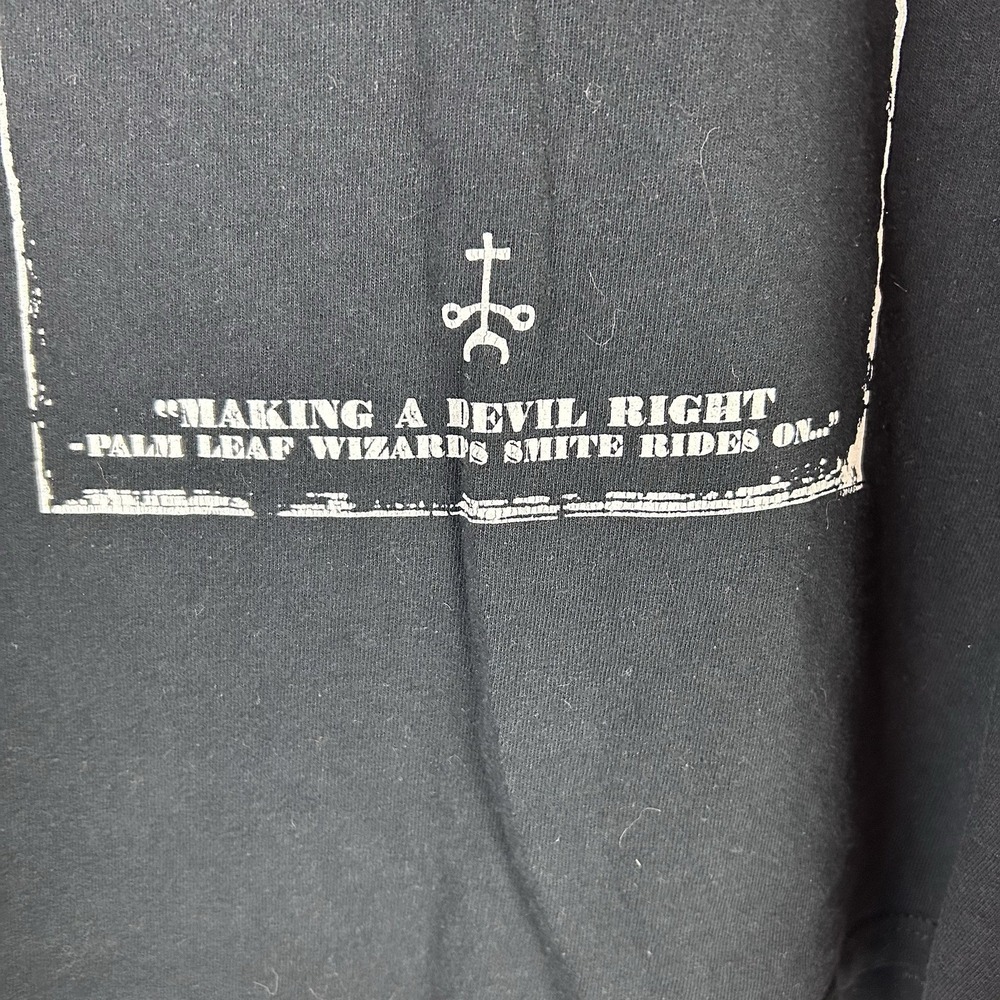 “MAKING A DEVIL RIGHT
-PALM LEAF WIZARDS SMITE RIDES ON...”